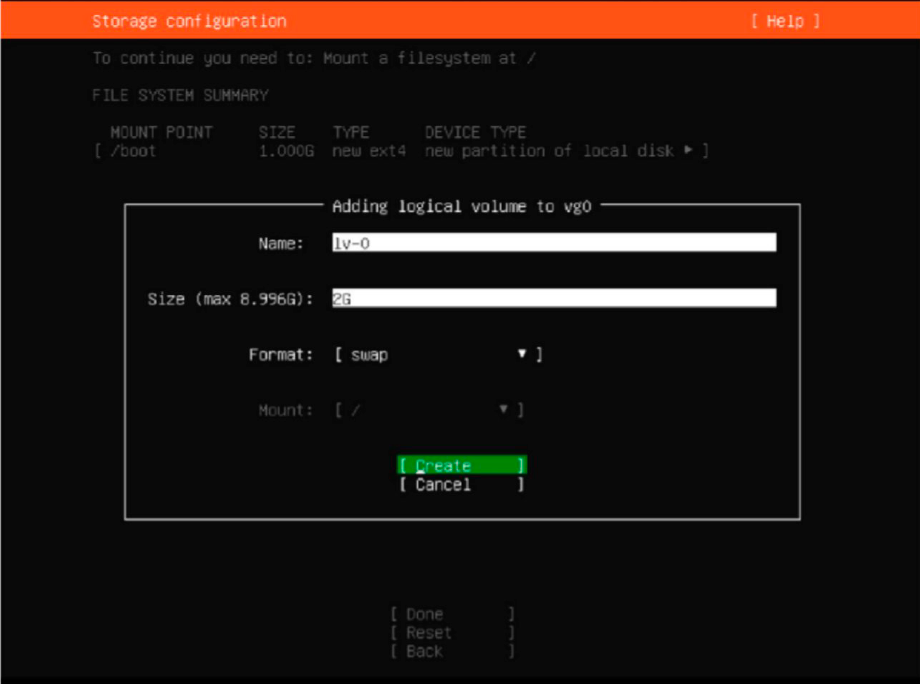 Storage configuration [ Help ]
To continue you need to: Mount a filesystem at /
FILE SYSTEM SUMMARY
MOUNT POINT SIZE TYPE DEVICE TYPE
[ /boot 1.000G new ext4 new partition of local disk ▸ ]
Adding logical volume to vg0
Name: lv-0
Size (max 8.996G): 2G
Format: [ swap ▾ ]
Mount: [ / ▾ ]
[ Create ]
[ Cancel ]
[ Done ]
[ Reset ]
[ Back ]